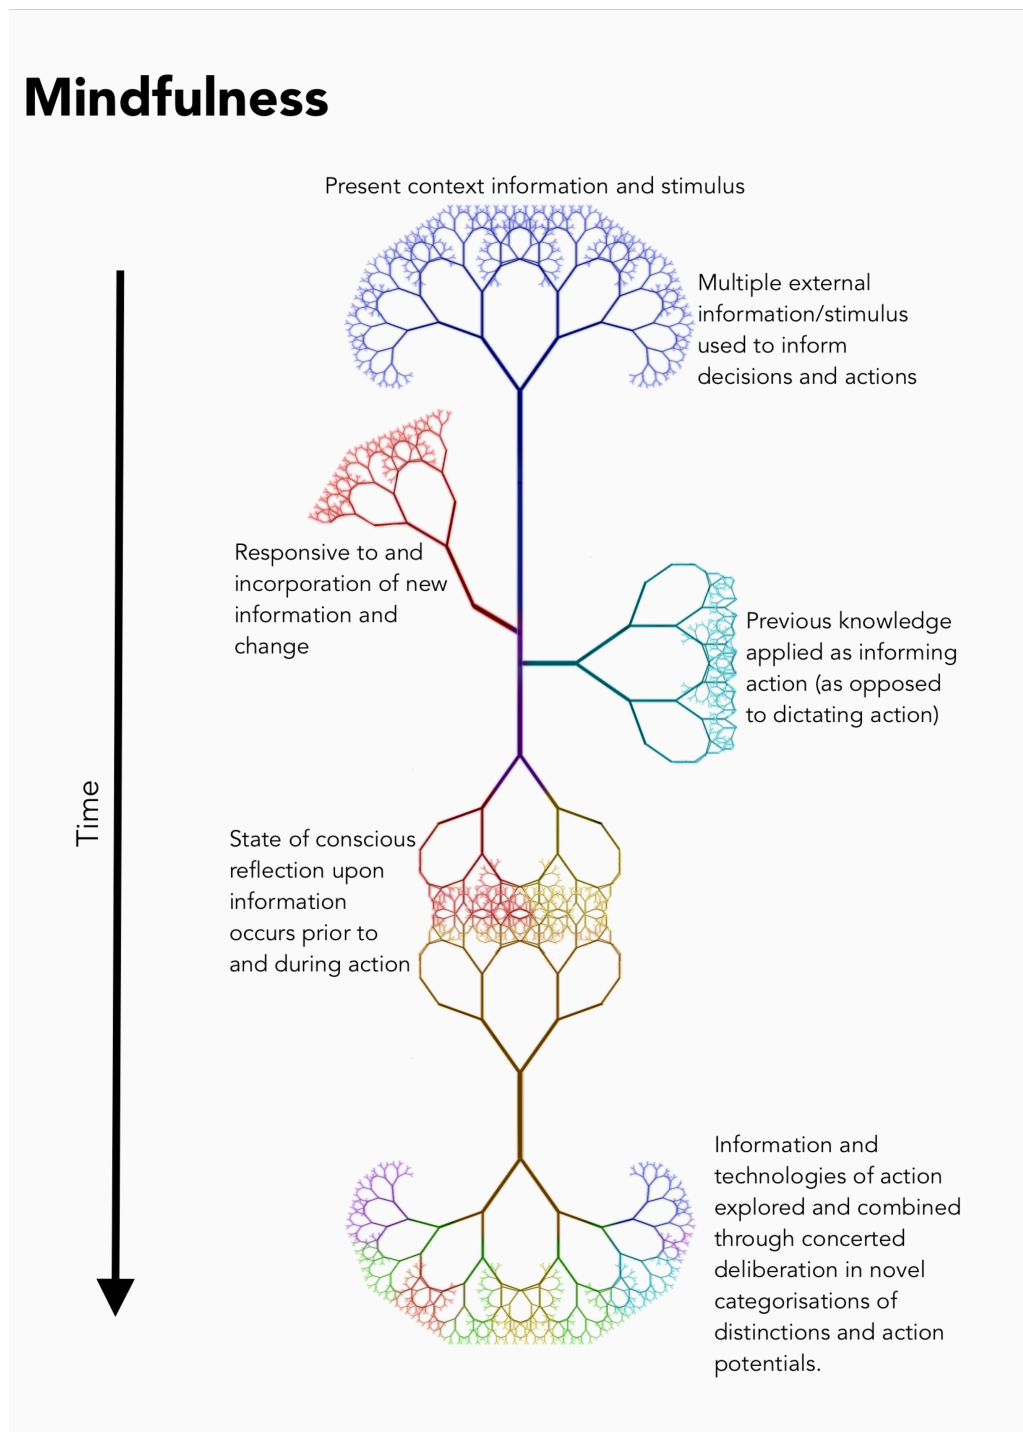 Mindfulness
Present context information and stimulus
Multiple external
information/stimulus
used to inform
decisions and actions
Responsive to and
incorporation of new
information and
change
Previous knowledge
applied as informing
action (as opposed
to dictating action)
Time
State of conscious
reflection upon
information
occurs prior to
and during action
Information and
technologies of action
explored and combined
through concerted
deliberation in novel
categorisations of
distinctions and action
potentials.